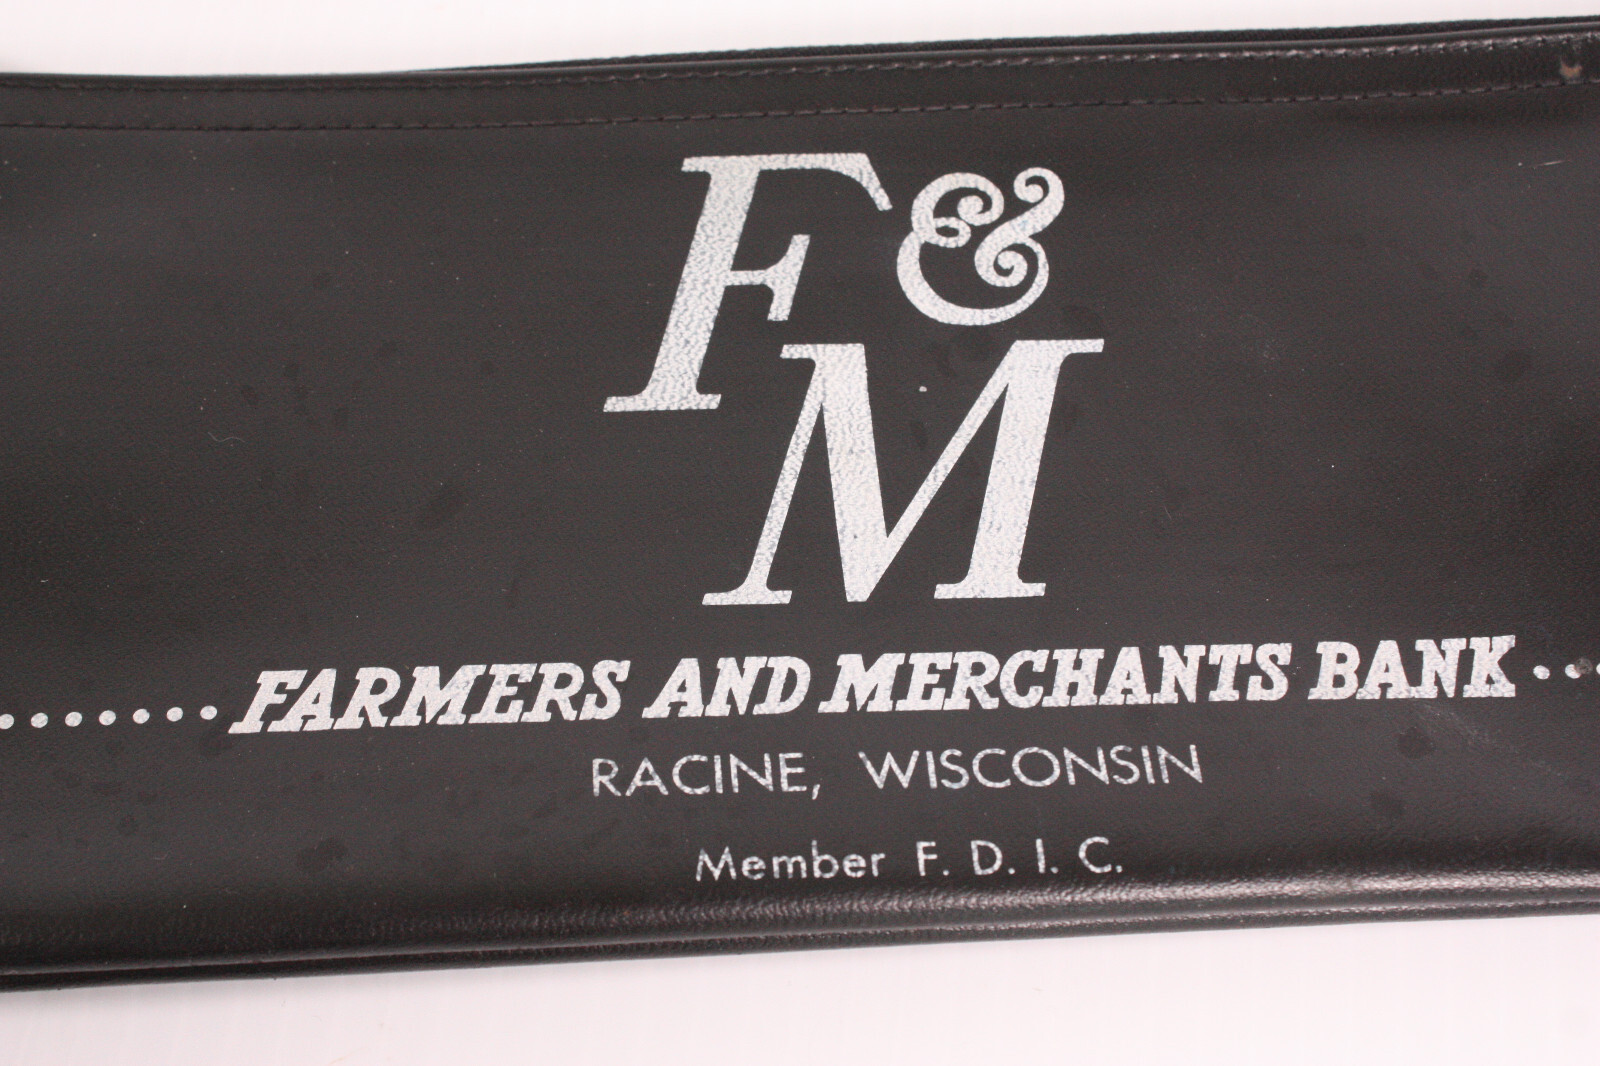 F&
M
.......FARMERS AND MERCHANTS BANK...
RACINE, WISCONSIN
Member F. D. I. C.